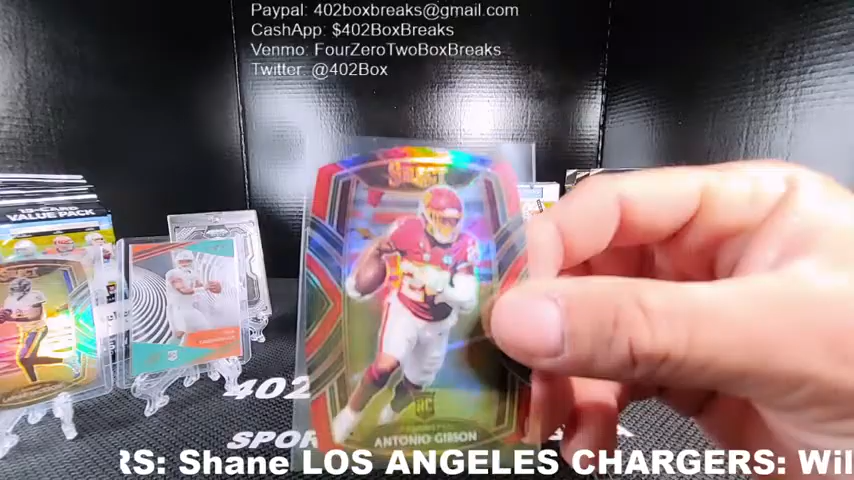 Paypal: 402boxbreaks@gmail.com
CashApp: $402BoxBreaks
Venmo: FourZeroTwoBoxBreaks
Twitter: @402Box
SELECT
VALUE PACK
RC
ANTONIO GIBSON
402
SPOR
RS: Shane LOS ANGELES CHARGERS: Wil